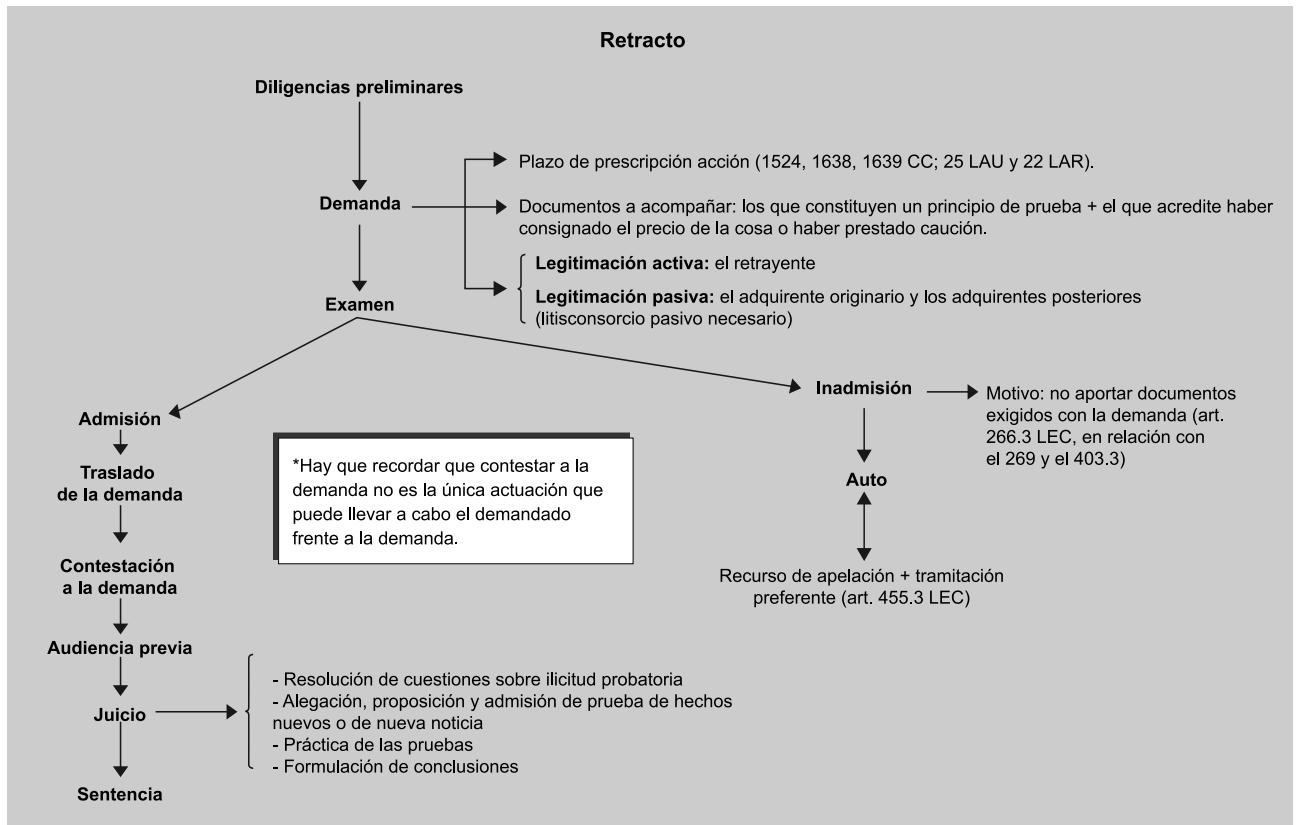 Retracto
Diligencias preliminares
Plazo de prescripción acción (1524, 1638, 1639 CC; 25 LAU y 22 LAR).
Demanda
Documentos a acompañar: los que constituyen un principio de prueba + el que acredite haber
consignado el precio de la cosa o haber prestado caución.
Legitimación activa: el retrayente
Legitimación pasiva: el adquirente originario y los adquirentes posteriores
(litisconsorcio pasivo necesario)
Examen
Inadmisión
Motivo: no aportar documentos
exigidos con la demanda (art.
266.3 LEC, en relación con
el 269 y el 403.3)
Auto
Recurso de apelación + tramitación
preferente (art. 455.3 LEC)
Admisión
Traslado
de la demanda
*Hay que recordar que contestar a la
demanda no es la única actuación que
puede llevar a cabo el demandado
frente a la demanda.
Contestación
a la demanda
Audiencia previa
Juicio
- Resolución de cuestiones sobre ilicitud probatoria
- Alegación, proposición y admisión de prueba de hechos
nuevos o de nueva noticia
- Práctica de las pruebas
- Formulación de conclusiones
Sentencia